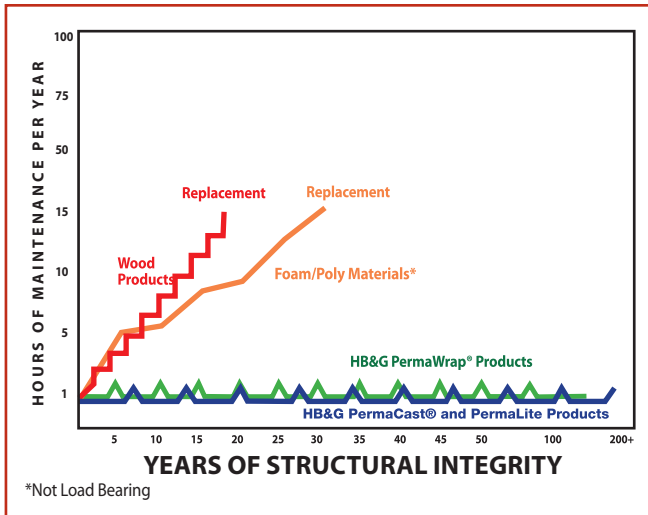 HOURS OF MAINTENANCE PER YEAR
100
75
50
15
10
5
1
Replacement
Replacement
Wood
Products
Foam/Poly Materials*
HB&G PermaWrap® Products
HB&G PermaCast® and PermaLite Products
5 10 15 20 25 30 35 40 45 50 100 200+
YEARS OF STRUCTURAL INTEGRITY
*Not Load Bearing